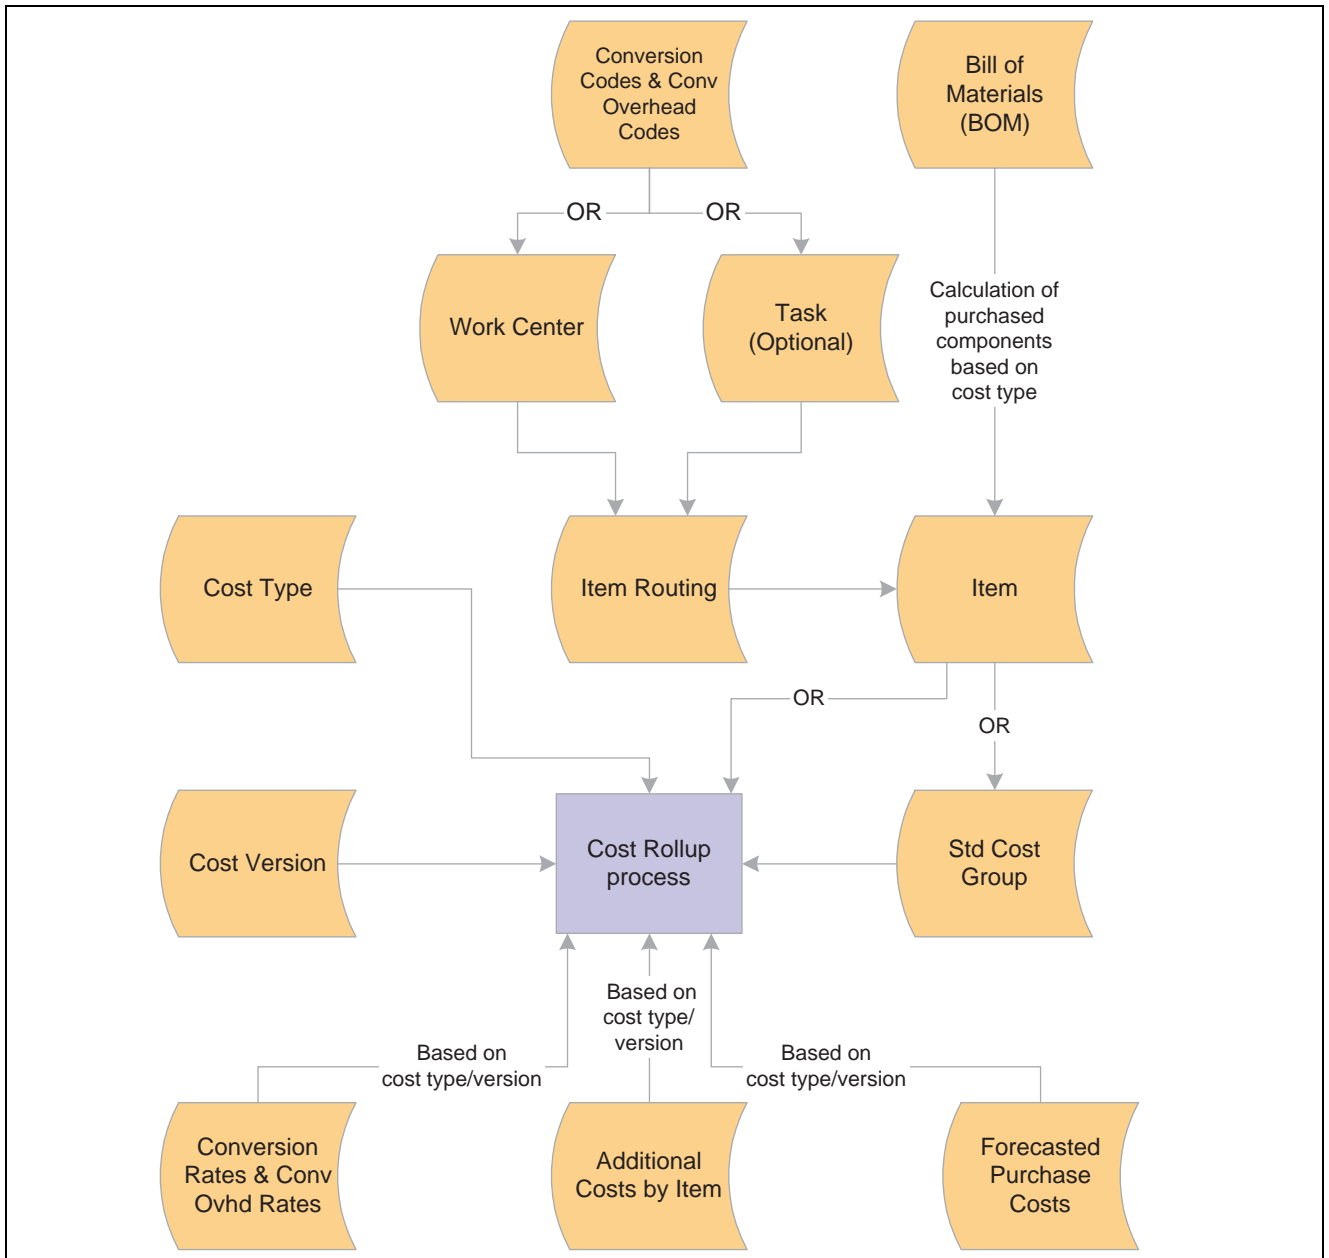 Conversion
Codes & Conv
Overhead
Codes
Bill of
Materials
(BOM)
OR
OR
Work Center
Task
(Optional)
Calculation of
purchased
components
based on
cost type
Cost Type
Item Routing
Item
OR
OR
Cost Version
Cost Rollup
process
Std Cost
Group
Based on
cost type/version
Based on
cost type/
version
Based on
cost type/version
Conversion
Rates & Conv
Ovhd Rates
Additional
Costs by Item
Forecasted
Purchase
Costs